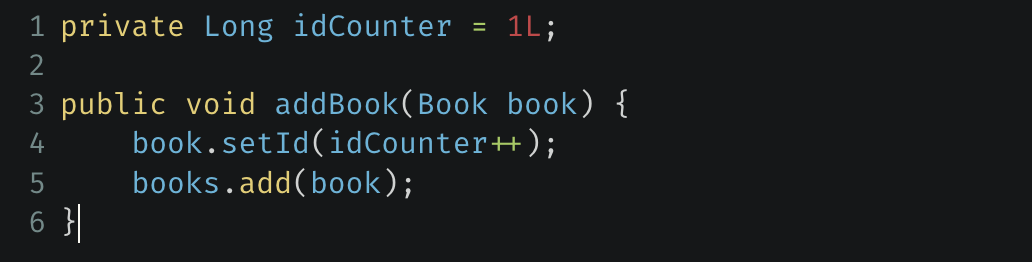 1 private Long idCounter = 1L;
2
3 public void addBook(Book book) {
4     book.setId(idCounter++);
5     books.add(book);
6 }